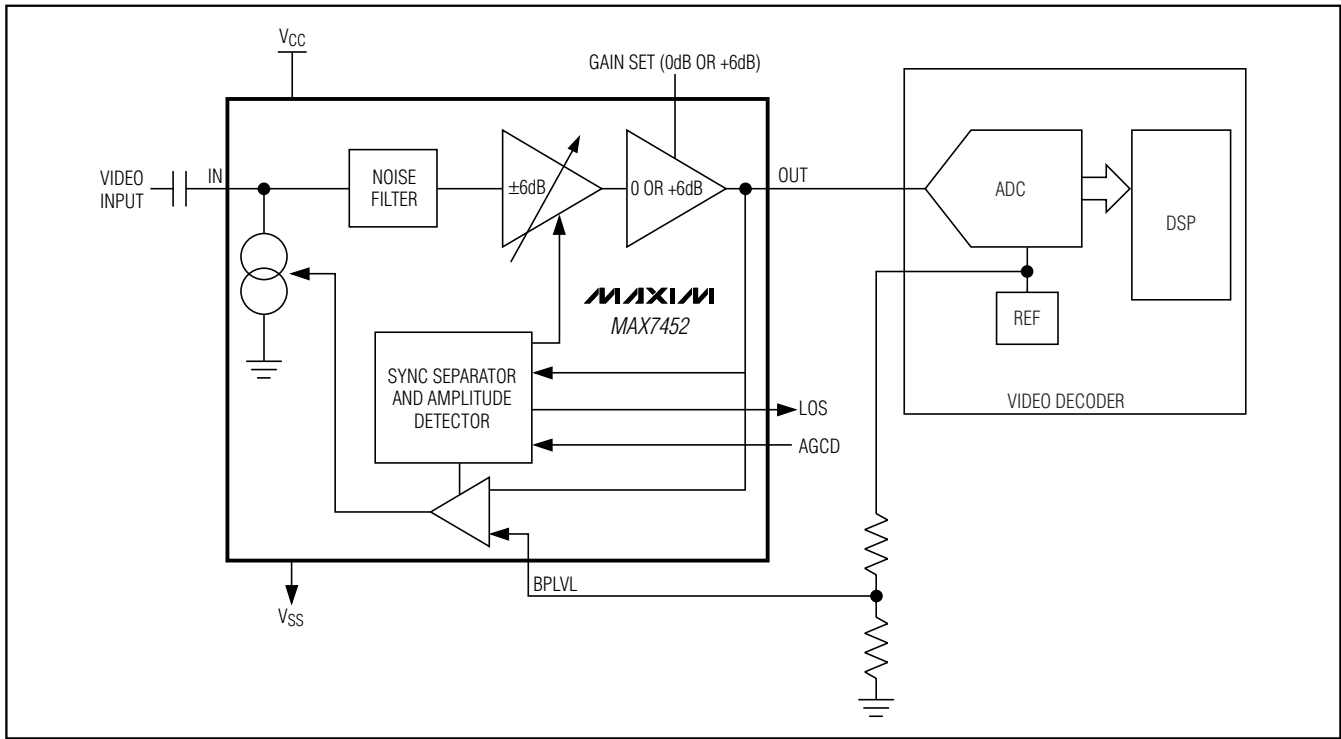 VCC
GAIN SET (0dB OR +6dB)
VIDEO
INPUT
IN
NOISE
FILTER
±6dB
0 OR +6dB
OUT
ADC
DSP
REF
VIDEO DECODER
MAXIM
MAX7452
SYNC SEPARATOR
AND AMPLITUDE
DETECTOR
LOS
AGCD
BPLVL
VSS